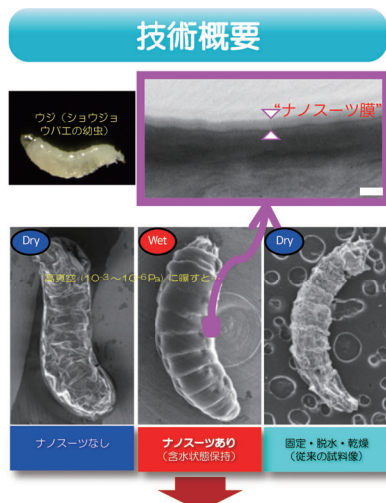 技術概要
ウジ（ショウジョ
ウバエの幼虫）
“ナノスーツ膜”
Dry
Wet
Dry
高真空 (10⁻³～10⁻⁶Pa) に曝すと
ナノスーツなし
ナノスーツあり
（含水状態保持）
固定・脱水・乾燥
（従来の試料像）